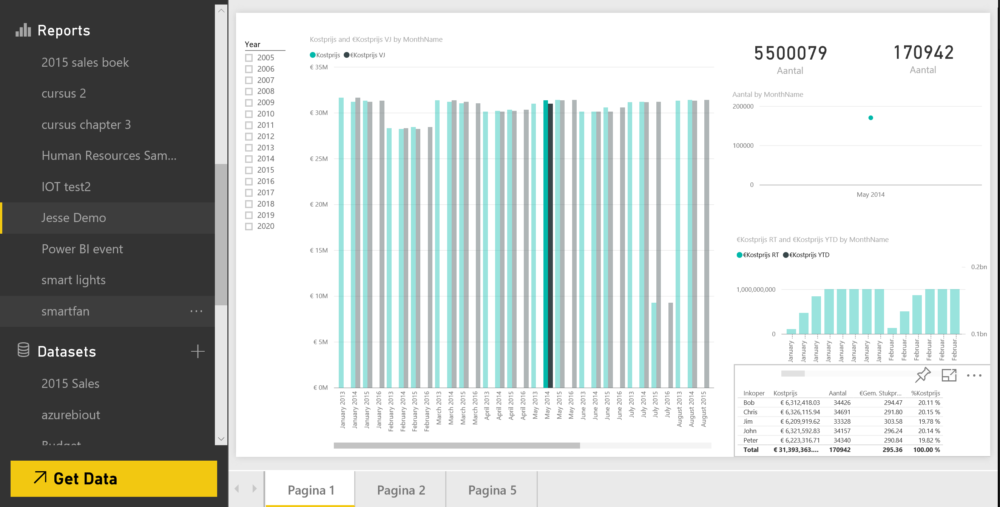 Reports
2015 sales boek
cursus 2
cursus chapter 3
Human Resources Sam...
IOT test2
Jesse Demo
Power BI event
smart lights
smartfan
Datasets
2015 Sales
azurebiout
Budget
Get Data
Year
2005
2006
2007
2008
2009
2010
2011
2012
2013
2014
2015
2016
2017
2018
2019
2020
Kostprijs and €Kostprijs VJ by MonthName
Kostprijs €Kostprijs VJ
€ 35M
€ 30M
€ 25M
€ 20M
€ 15M
€ 10M
€ 5M
€ 0M
January 2013
January 2014
January 2015
January 2016
February 2013
February 2014
February 2015
February 2016
March 2013
March 2014
March 2015
March 2016
April 2013
April 2014
April 2015
April 2016
May 2013
May 2014
May 2015
May 2016
June 2013
June 2014
June 2015
June 2016
July 2013
July 2014
July 2015
July 2016
August 2013
August 2014
August 2015
5500079
Aantal
170942
Aantal
Aantal by MonthName
200000
100000
0
May 2014
€Kostprijs RT and €Kostprijs YTD by MonthName
€Kostprijs RT €Kostprijs YTD
0.2bn
1,000,000,000
0
0.1bn
January ...
January ...
January ...
January ...
January ...
January ...
January ...
January ...
Februar...
Februar...
Februar...
Februar...
Februar...
Februar...
Inkoper Kostprijs Aantal €Gem. Stukpr... %Kostprijs
Bob € 6,312,418.03 34426 294.47 20.11 %
Chris € 6,326,115.94 34691 291.80 20.15 %
Jim € 6,209,919.62 33328 303.58 19.78 %
John € 6,321,592.83 34157 296.24 20.14 %
Peter € 6,223,316.71 34340 290.84 19.82 %
Total € 31,393,363.... 170942 295.36 100.00 %
Pagina 1
Pagina 2
Pagina 5